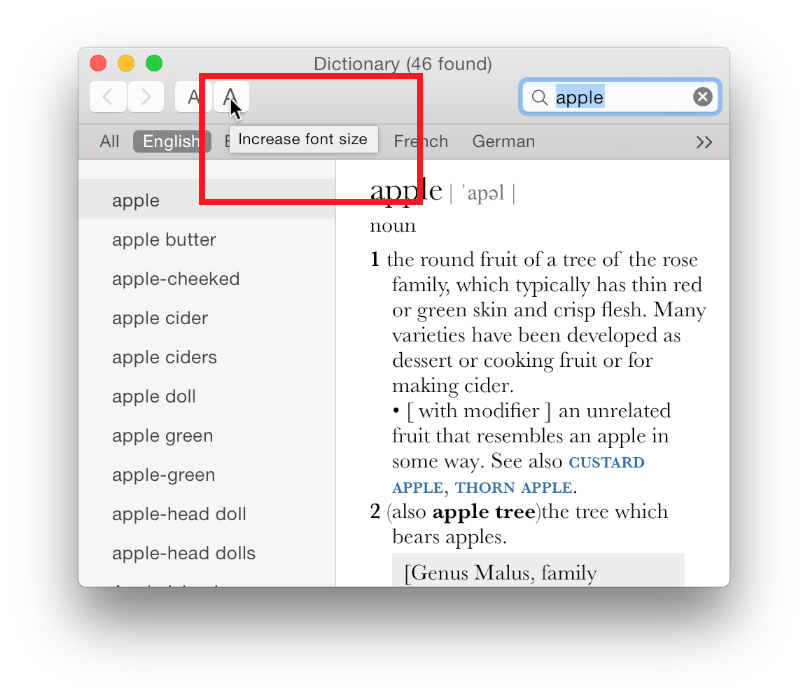 Dictionary (46 found)
A A apple
Increase font size
All English French German
apple
apple butter
apple-cheeked
apple cider
apple ciders
apple doll
apple green
apple-green
apple-head doll
apple-head dolls
apple | ˈapəl |
noun
1 the round fruit of a tree of the rose
family, which typically has thin red
or green skin and crisp flesh. Many
varieties have been developed as
dessert or cooking fruit or for
making cider.
• [ with modifier ] an unrelated
fruit that resembles an apple in
some way. See also CUSTARD
APPLE, THORN APPLE.
2 (also apple tree)the tree which
bears apples.
[Genus Malus, family